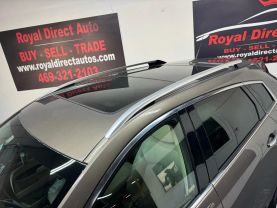 Royal Direct Auto
BUY - SELL - TRADE
469-321-2103
www.royaldirectautos.com
Royal Direct
BUY - SELL
www.royaldirect